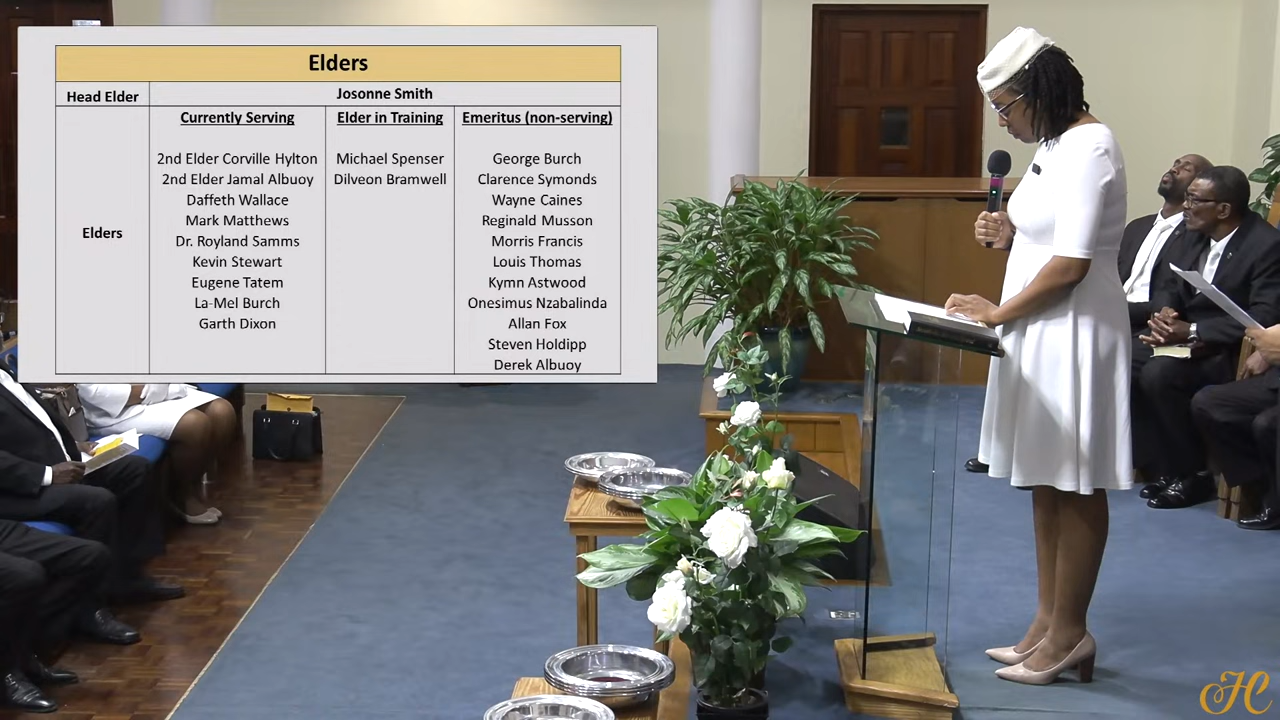 Elders
Head Elder
Josonne Smith
Elders
Currently Serving
2nd Elder Corville Hylton
2nd Elder Jamal Albuoy
Daffeth Wallace
Mark Matthews
Dr. Royland Samms
Kevin Stewart
Eugene Tatem
La-Mel Burch
Garth Dixon
Elder in Training
Michael Spenser
Dilveon Bramwell
Emeritus (non-serving)
George Burch
Clarence Symonds
Wayne Caines
Reginald Musson
Morris Francis
Louis Thomas
Kymn Astwood
Onesimus Nzabalinda
Allan Fox
Steven Holdipp
Derek Albuoy
HC